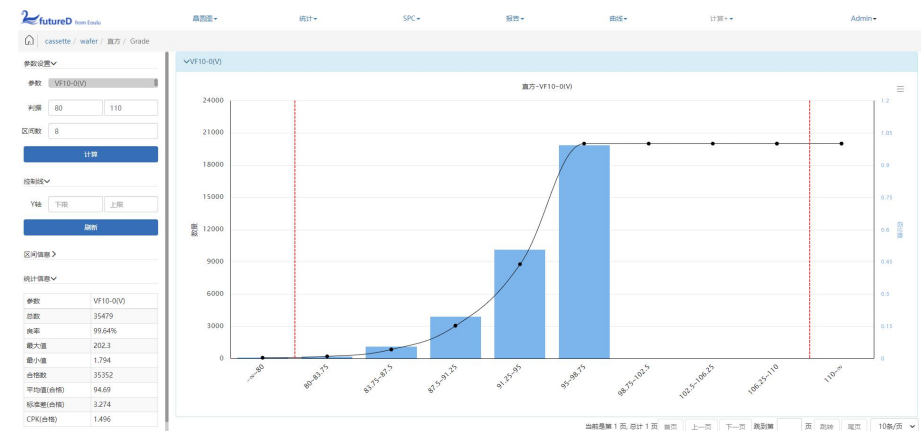 futureD from Exsdu
晶圆图 统计 SPC 报告 曲线 计算+ Admin
cassette / wafer / 直方 / Grade
参数设置
参数 VF10-0(V)
判据 80 110
区间数 8
计算
控制线
Y轴 下限 上限
刷新
区间信息
统计信息
参数 VF10-0(V)
总数 35479
良率 99.64%
最大值 202.3
最小值 1.794
合格数 35352
平均值(合格) 94.69
标准差(合格) 3.274
CPK(合格) 1.496
VF10-0(V)
直方-VF10-0(V)
24000
21000
18000
15000
12000
9000
6000
3000
0
数量
1.2
1.05
0.9
0.75
0.6
0.45
0.3
0.15
0
-∞~80
80~83.75
83.75~87.5
87.5~91.25
91.25~95
95~98.75
98.75~102.5
102.5~106.25
106.25~110
110~∞
当前是第 1 页, 总计 1 页 首页 上一页 下一页 跳到第 页 跳转 尾页 10条/页